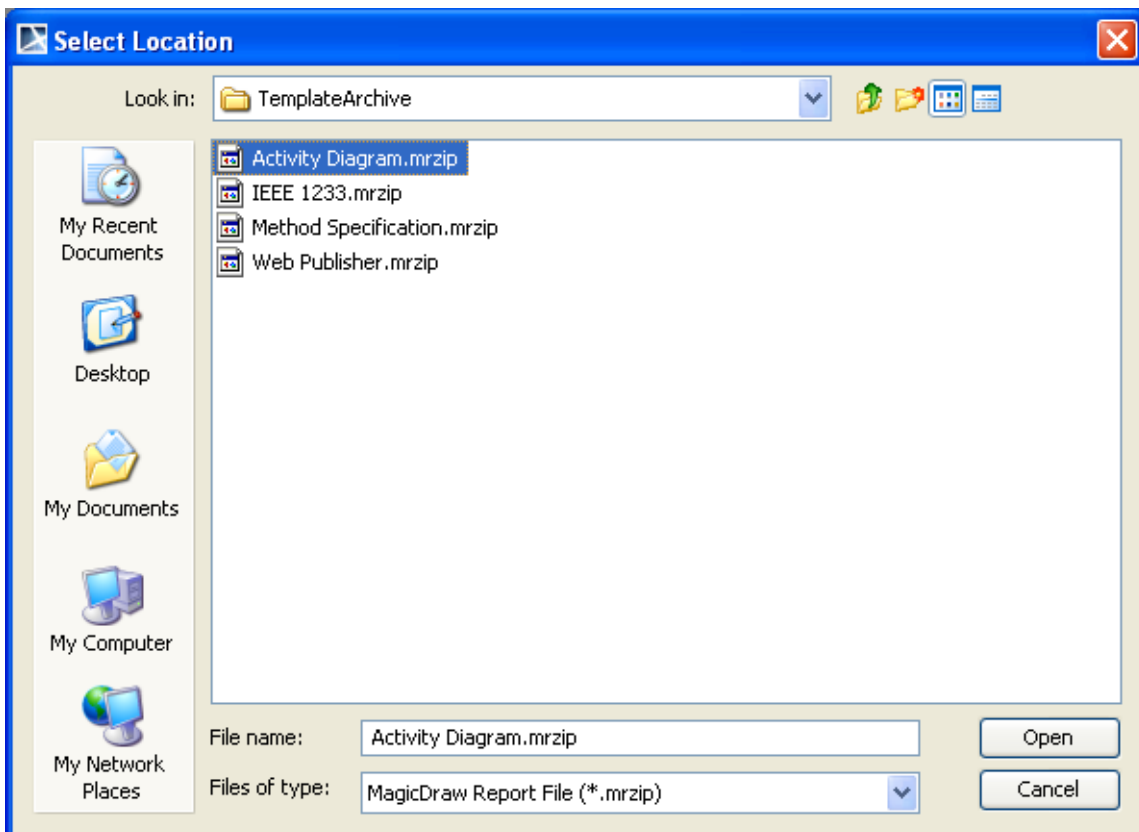 Select Location
Look in:
TemplateArchive
My Recent
Documents
Desktop
My Documents
My Computer
My Network
Places
Activity Diagram.mrzip
IEEE 1233.mrzip
Method Specification.mrzip
Web Publisher.mrzip
File name:
Activity Diagram.mrzip
Open
Files of type:
MagicDraw Report File (*.mrzip)
Cancel